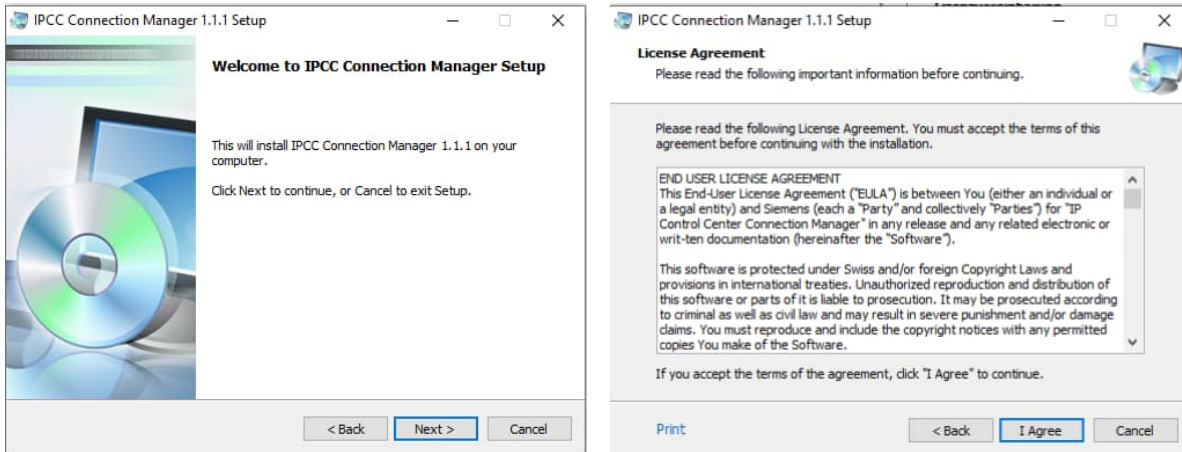 IPCC Connection Manager 1.1.1 Setup
Welcome to IPCC Connection Manager Setup
This will install IPCC Connection Manager 1.1.1 on your
computer.
Click Next to continue, or Cancel to exit Setup.
< Back
Next >
Cancel
IPCC Connection Manager 1.1.1 Setup
License Agreement
Please read the following important information before continuing.
Please read the following License Agreement. You must accept the terms of this
agreement before continuing with the installation.
END USER LICENSE AGREEMENT
This End-User License Agreement ("EULA") is between You (either an individual or
a legal entity) and Siemens (each a "Party" and collectively "Parties") for "IP
Control Center Connection Manager" in any release and any related electronic or
writ-ten documentation (hereinafter the "Software").
This software is protected under Swiss and/or foreign Copyright Laws and
provisions in international treaties. Unauthorized reproduction and distribution of
this software or parts of it is liable to prosecution. It may be prosecuted according
to criminal as well as civil law and may result in severe punishment and/or damage
claims. You must reproduce and include the copyright notices with any permitted
copies You make of the Software.
If you accept the terms of the agreement, click "I Agree" to continue.
Print
< Back
I Agree
Cancel